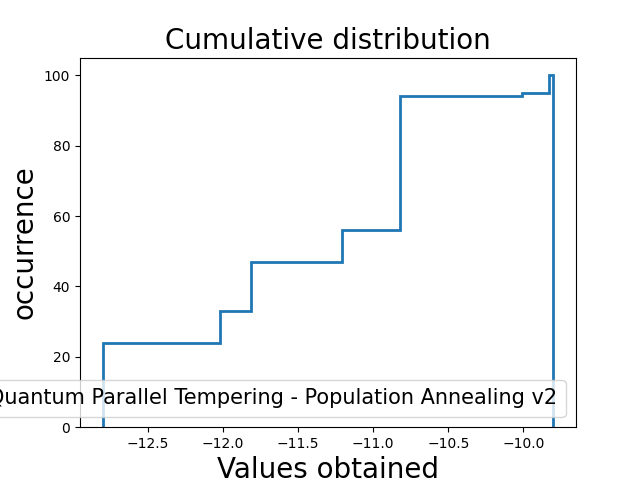 Cumulative distribution
100
80
60
40
20
0
occurrence
Quantum Parallel Tempering - Population Annealing v2
−12.5 −12.0 −11.5 −11.0 −10.5 −10.0
Values obtained